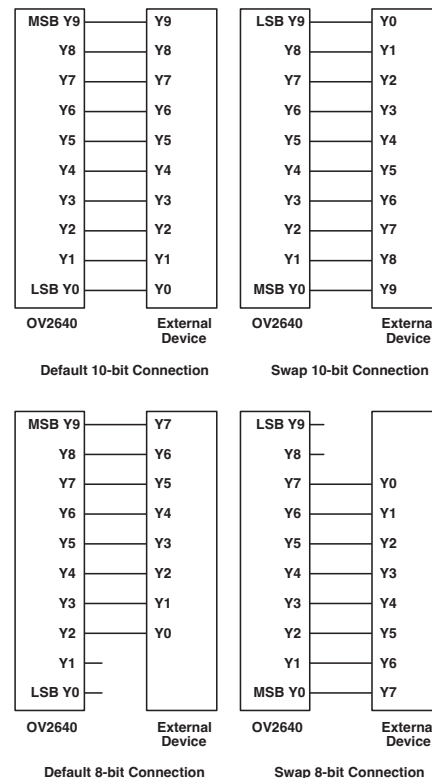 MSB Y9 Y9
Y8 Y8
Y7 Y7
Y6 Y6
Y5 Y5
Y4 Y4
Y3 Y3
Y2 Y2
Y1 Y1
LSB Y0 Y0
OV2640 External
Device
Default 10-bit Connection
LSB Y9 Y0
Y8 Y1
Y7 Y2
Y6 Y3
Y5 Y4
Y4 Y5
Y3 Y6
Y2 Y7
Y1 Y8
MSB Y0 Y9
OV2640 Externa
Device
Swap 10-bit Connection
MSB Y9 Y7
Y8 Y6
Y7 Y5
Y6 Y4
Y5 Y3
Y4 Y2
Y3 Y1
Y2 Y0
Y1
LSB Y0
OV2640 External
Device
Default 8-bit Connection
LSB Y9
Y8
Y7 Y0
Y6 Y1
Y5 Y2
Y4 Y3
Y3 Y4
Y2 Y5
Y1 Y6
MSB Y0 Y7
OV2640 Externa
Device
Swap 8-bit Connection